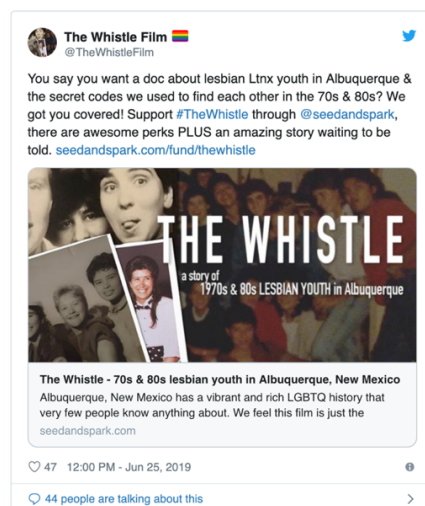 The Whistle Film 🏳️‍🌈
@TheWhistleFilm
You say you want a doc about lesbian Ltnx youth in Albuquerque &
the secret codes we used to find each other in the 70s & 80s? We
got you covered! Support #TheWhistle through @seedandspark,
there are awesome perks PLUS an amazing story waiting to be
told. seedandspark.com/fund/thewhistle
THE WHISTLE
a story of
1970s & 80s LESBIAN YOUTH in Albuquerque
The Whistle - 70s & 80s lesbian youth in Albuquerque, New Mexico
Albuquerque, New Mexico has a vibrant and rich LGBTQ history that
very few people know anything about. We feel this film is just the
seedandspark.com
47 12:00 PM - Jun 25, 2019
44 people are talking about this